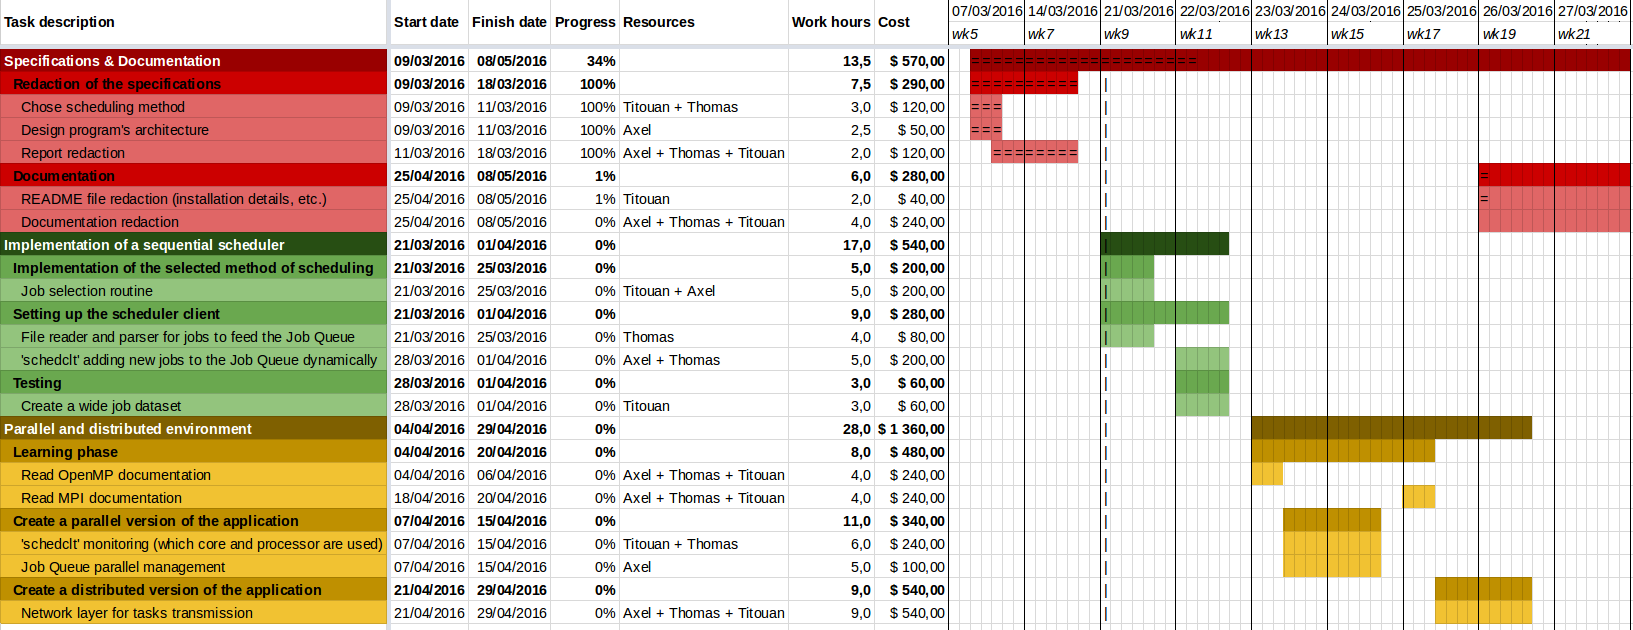 07/03/2016 14/03/2016 21/03/2016 22/03/2016 23/03/2016 24/03/2016 25/03/2016 26/03/2016 27/03/2016
Task description Start date Finish date Progress Resources Work hours Cost
wk5 wk7 wk9 wk11 wk13 wk15 wk17 wk19 wk21
Specifications & Documentation 09/03/2016 08/05/2016 34% 13,5 $ 570,00
Redaction of the specifications 09/03/2016 18/03/2016 100% 7,5 $ 290,00
Chose scheduling method 09/03/2016 11/03/2016 100% Titouan + Thomas 3,0 $ 120,00
Design program's architecture 09/03/2016 11/03/2016 100% Axel 2,5 $ 50,00
Report redaction 11/03/2016 18/03/2016 100% Axel + Thomas + Titouan 2,0 $ 120,00
Documentation 25/04/2016 08/05/2016 1% 6,0 $ 280,00
README file redaction (installation details, etc.) 25/04/2016 08/05/2016 1% Titouan 2,0 $ 40,00
Documentation redaction 25/04/2016 08/05/2016 0% Axel + Thomas + Titouan 4,0 $ 240,00
Implementation of a sequential scheduler 21/03/2016 01/04/2016 0% 17,0 $ 540,00
Implementation of the selected method of scheduling 21/03/2016 25/03/2016 0% 5,0 $ 200,00
Job selection routine 21/03/2016 25/03/2016 0% Titouan + Axel 5,0 $ 200,00
Setting up the scheduler client 21/03/2016 01/04/2016 0% 9,0 $ 280,00
File reader and parser for jobs to feed the Job Queue 21/03/2016 25/03/2016 0% Thomas 4,0 $ 80,00
'schedclt' adding new jobs to the Job Queue dynamically 28/03/2016 01/04/2016 0% Axel + Thomas 5,0 $ 200,00
Testing 28/03/2016 01/04/2016 0% 3,0 $ 60,00
Create a wide job dataset 28/03/2016 01/04/2016 0% Titouan 3,0 $ 60,00
Parallel and distributed environment 04/04/2016 29/04/2016 0% 28,0 $ 1 360,00
Learning phase 04/04/2016 20/04/2016 0% 8,0 $ 480,00
Read OpenMP documentation 04/04/2016 06/04/2016 0% Axel + Thomas + Titouan 4,0 $ 240,00
Read MPI documentation 18/04/2016 20/04/2016 0% Axel + Thomas + Titouan 4,0 $ 240,00
Create a parallel version of the application 07/04/2016 15/04/2016 0% 11,0 $ 340,00
'schedclt' monitoring (which core and processor are used) 07/04/2016 15/04/2016 0% Titouan + Thomas 6,0 $ 240,00
Job Queue parallel management 07/04/2016 15/04/2016 0% Axel 5,0 $ 100,00
Create a distributed version of the application 21/04/2016 29/04/2016 0% 9,0 $ 540,00
Network layer for tasks transmission 21/04/2016 29/04/2016 0% Axel + Thomas + Titouan 9,0 $ 540,00